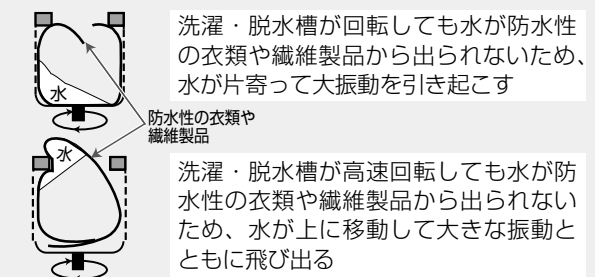 洗濯・脱水槽が回転しても水が防水性
の衣類や繊維製品から出られないため、
水が片寄って大振動を引き起こす
水
防水性の衣類や
繊維製品
水
洗濯・脱水槽が高速回転しても水が防
水性の衣類や繊維製品から出られない
ため、水が上に移動して大きな振動と
ともに飛び出る